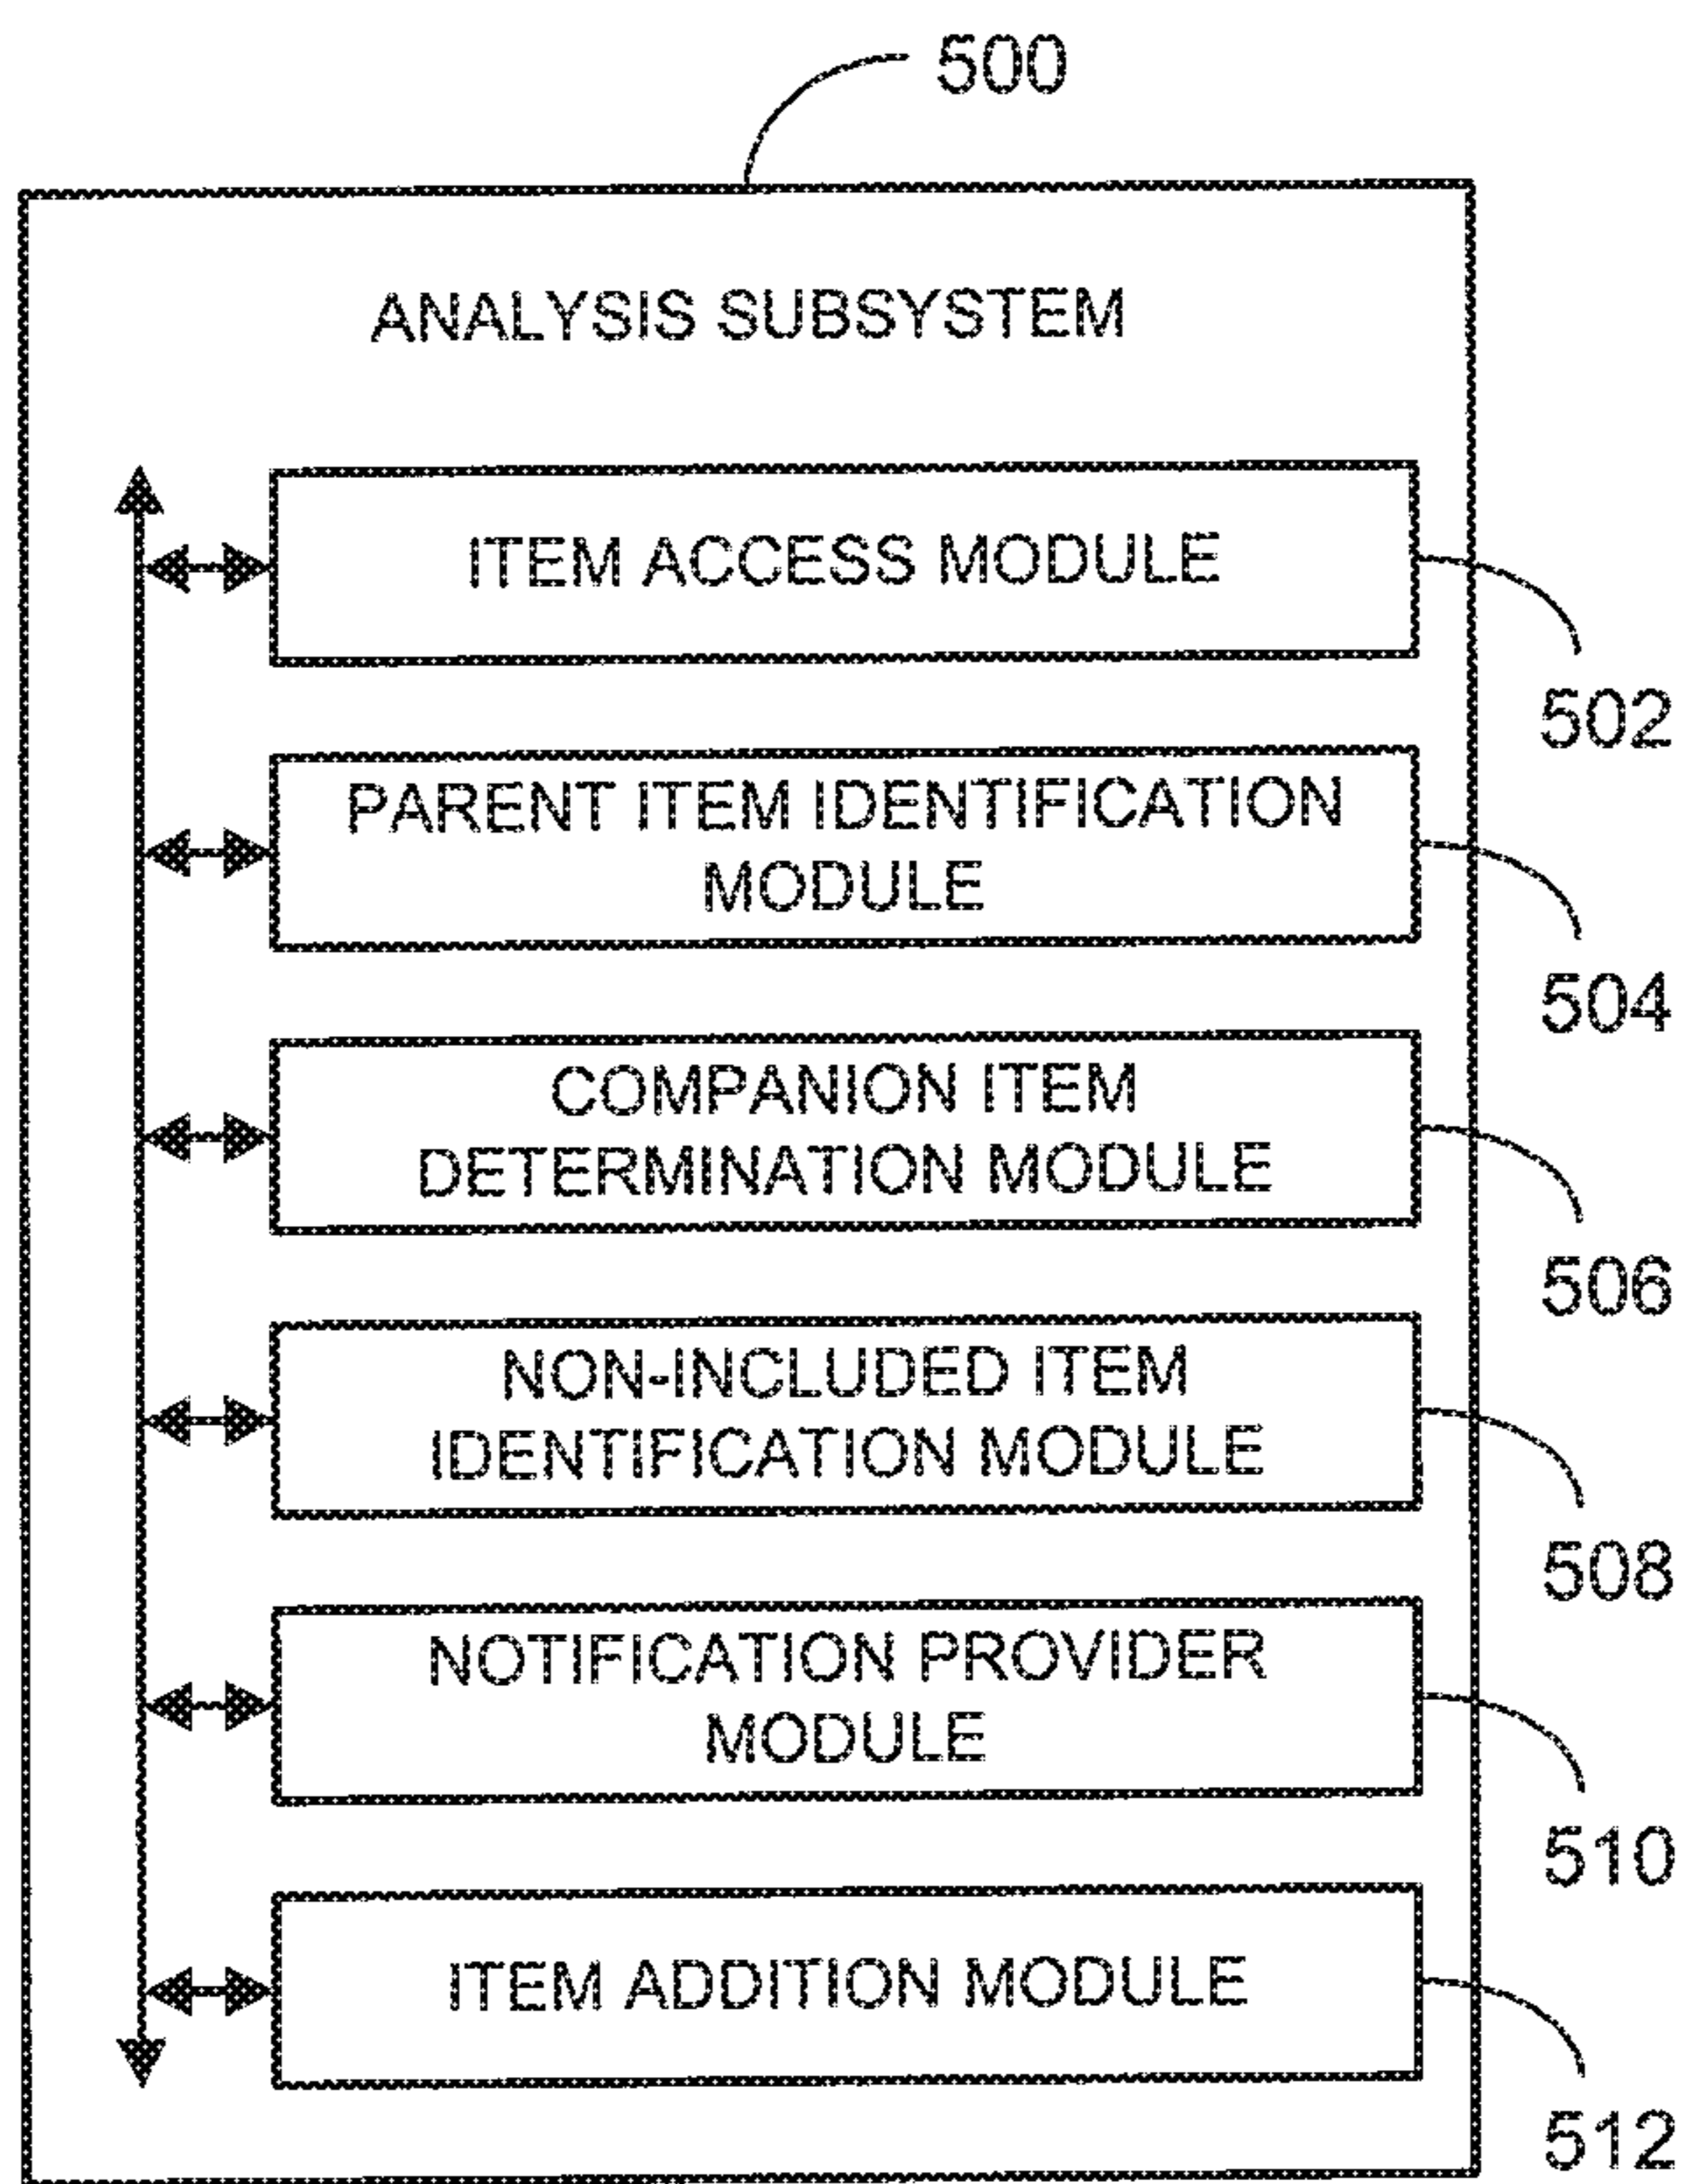 500
ANALYSIS SUBSYSTEM
ITEM ACCESS MODULE
502
PARENT ITEM IDENTIFICATION
MODULE
504
COMPANION ITEM
DETERMINATION MODULE
506
NON-INCLUDED ITEM
IDENTIFICATION MODULE
508
NOTIFICATION PROVIDER
MODULE
510
ITEM ADDITION MODULE
512